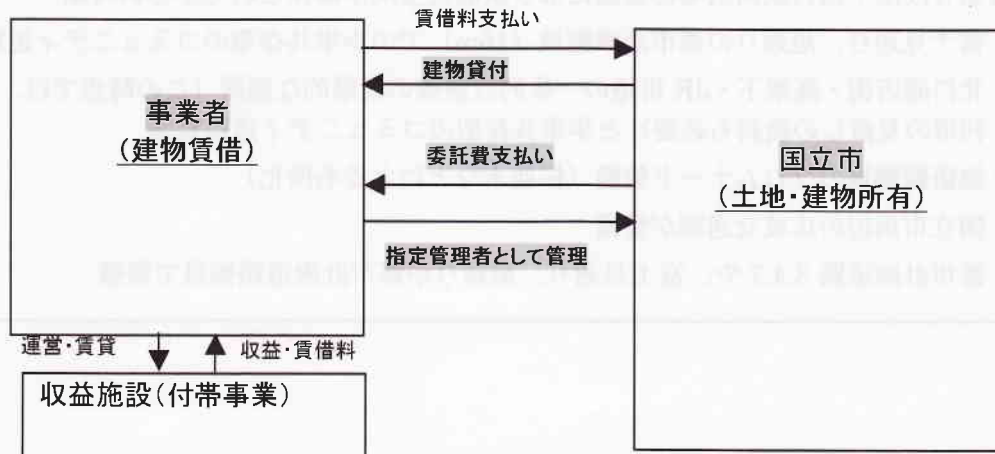 賃借料支払い
建物貸付
事業者
(建物賃借)
委託費支払い
国立市
(土地・建物所有)
指定管理者として管理
運営・賃貸
収益・賃借料
収益施設(付帯事業)